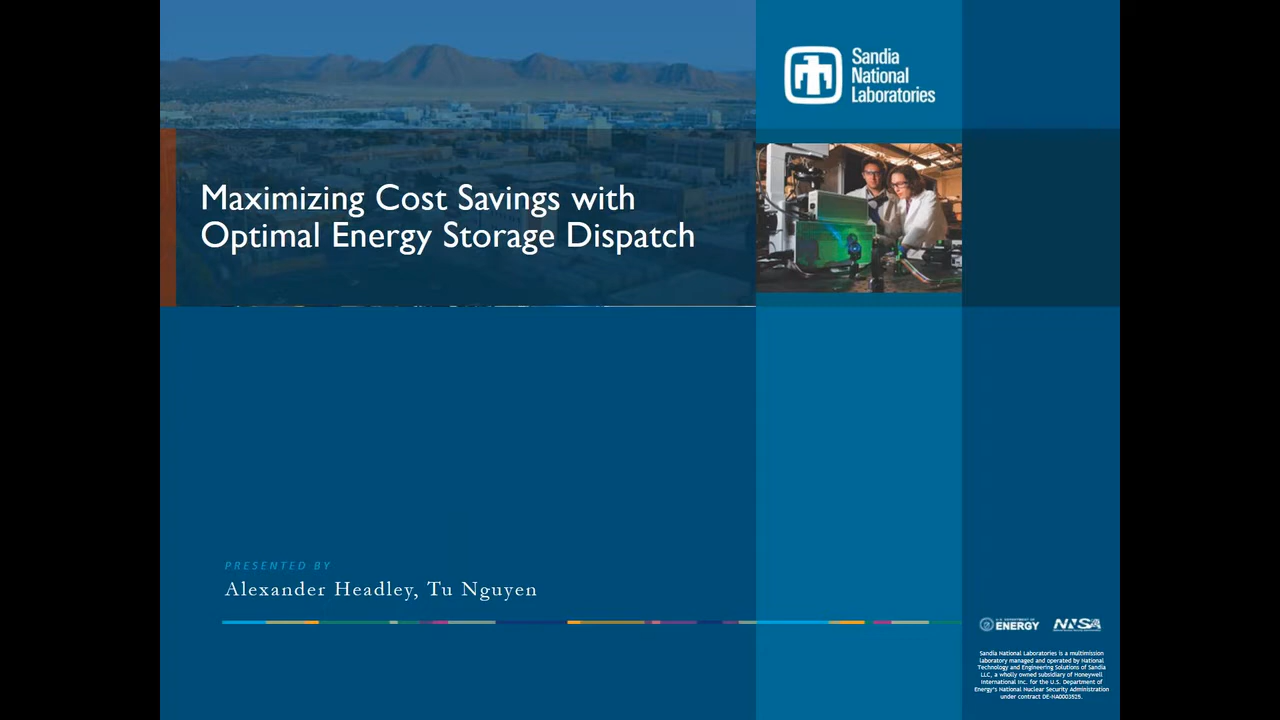 Sandia
National
Laboratories
Maximizing Cost Savings with
Optimal Energy Storage Dispatch
PRESENTED BY
Alexander Headley, Tu Nguyen
U.S. DEPARTMENT OF
ENERGY
NNSA
Sandia National Laboratories is a multimission
laboratory managed and operated by National
Technology and Engineering Solutions of Sandia
LLC, a wholly owned subsidiary of Honeywell
International Inc. for the U.S. Department of
Energy's National Nuclear Security Administration
under contract DE-NA0003525.